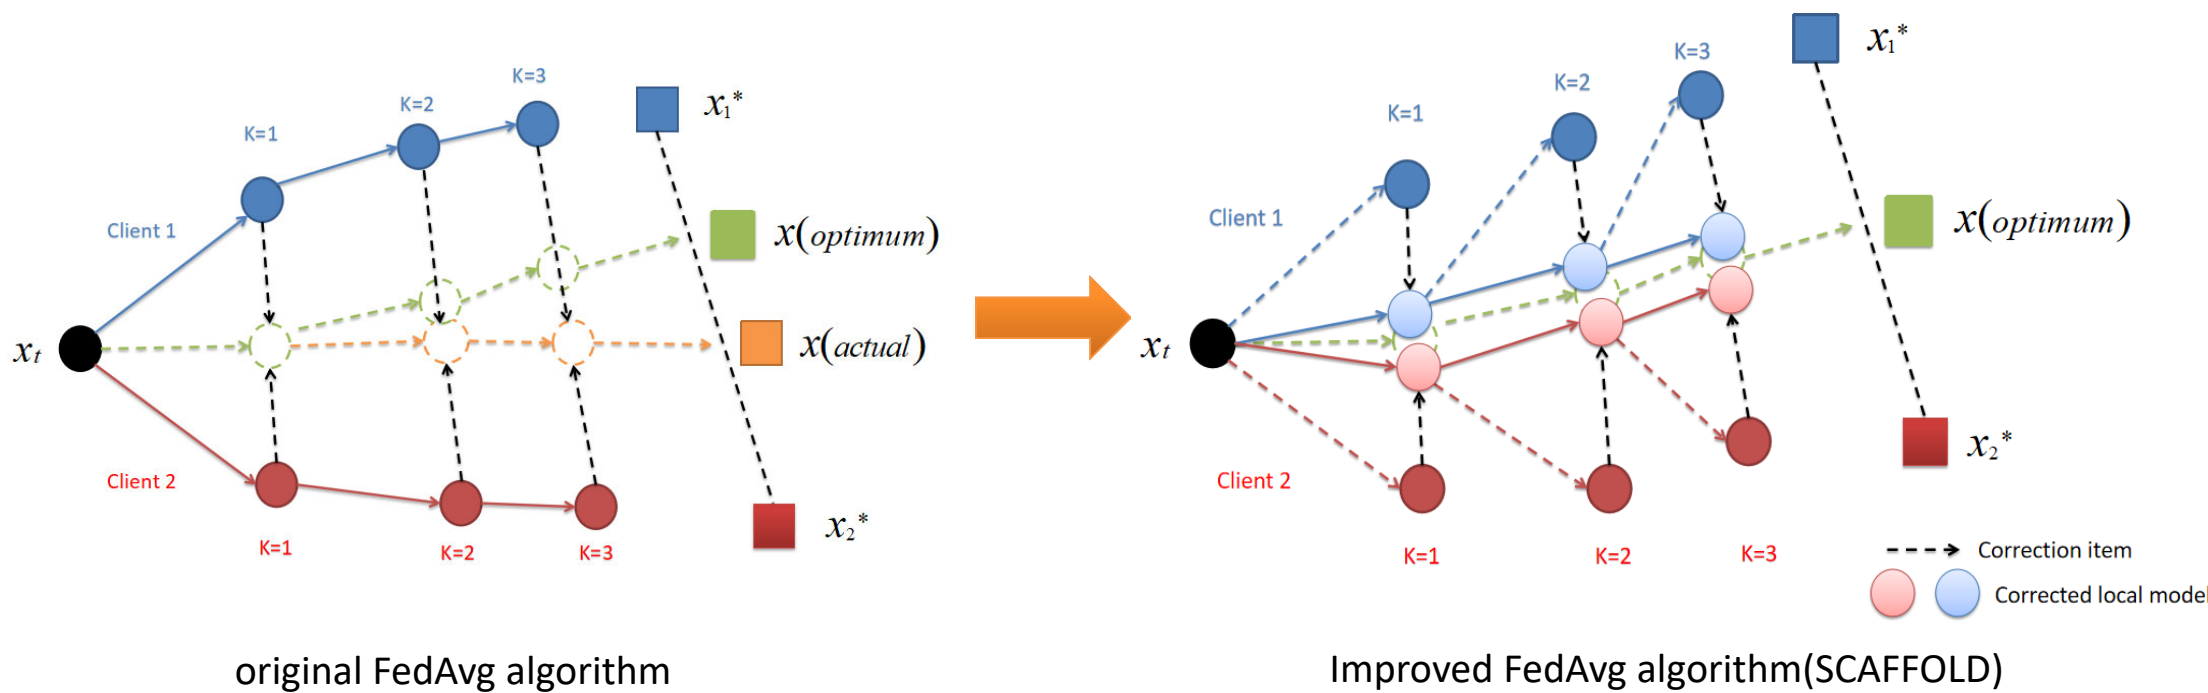 K=3
K=2
K=1
x₁*
Client 1
x(optimum)
xₜ
x(actual)
Client 2
x₂*
K=1
K=2
K=3
original FedAvg algorithm
K=3
K=2
K=1
x₁*
Client 1
x(optimum)
xₜ
Client 2
x₂*
K=1
K=2
K=3
Correction item
Corrected local model
Improved FedAvg algorithm(SCAFFOLD)